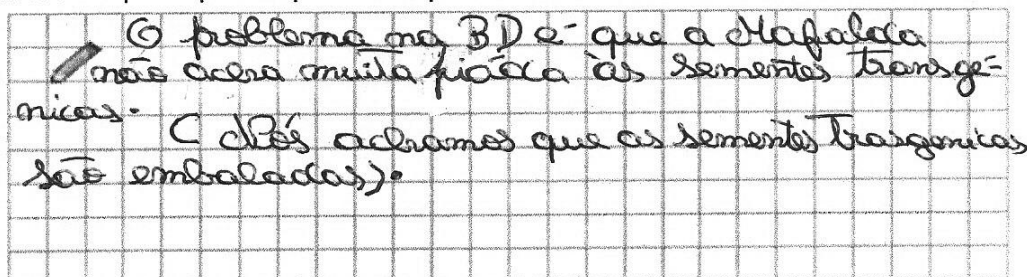 O problema na BD é que a Mafalda
não acha muita piada às sementes transgé-
nicas.
( Nós achamos que as sementes trasgenicas
são embaladas).